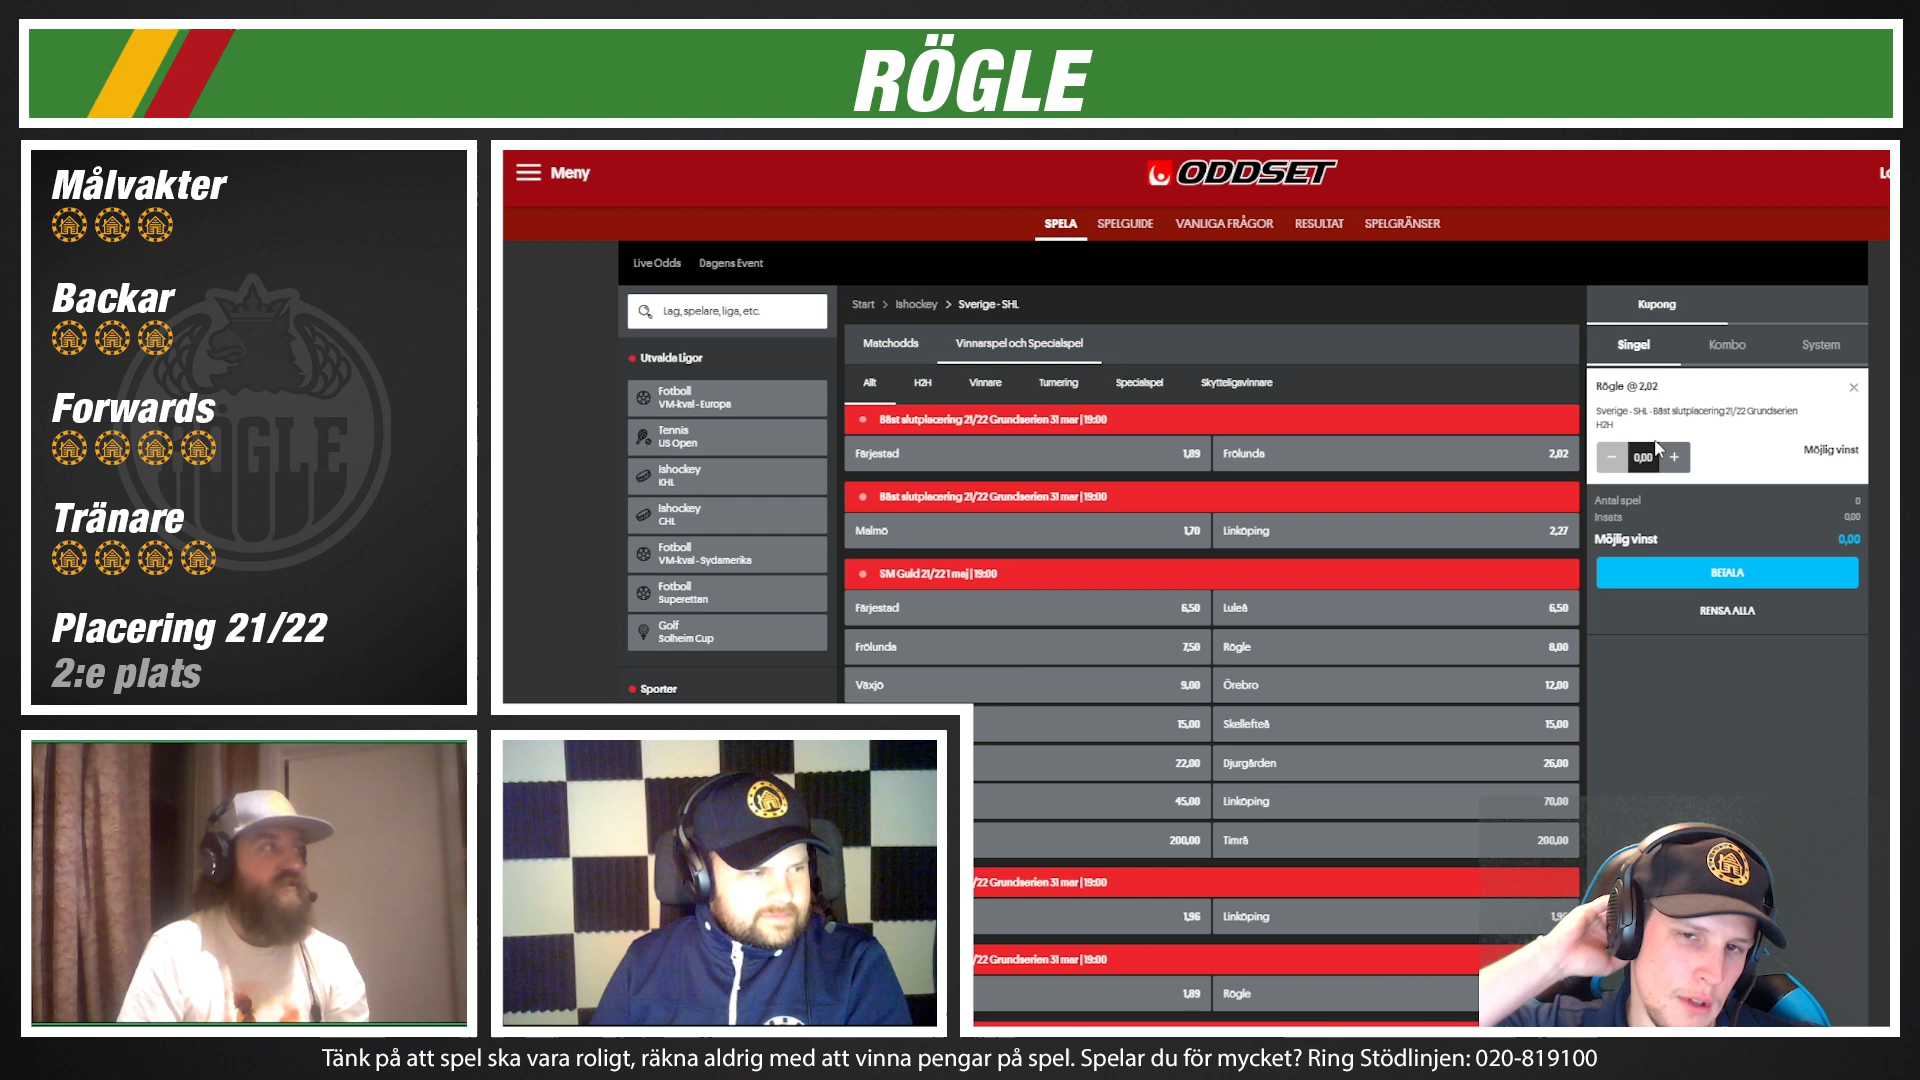 RÖGLE
Målvakter
Backar
Forwards
Tränare
Placering 21/22
2:e plats
RÖGLE
Meny
ODDSET
SPELA SPELGUIDE VANLIGA FRÅGOR RESULTAT SPELGRÄNSER
Live Odds Dagens Event
Lag, spelare, liga, etc.
Utvalda Ligor
Fotboll
VM-kval - Europa
Tennis
US Open
Ishockey
KHL
Ishockey
CHL
Fotboll
VM-kval - Sydamerika
Fotboll
Superettan
Golf
Solheim Cup
Sporter
Start > Ishockey > Sverige - SHL
Matchodds Vinnarspel och Specialspel
Allt H2H Vinnare Turnering Specialspel Skytteligavinnare
Bäst slutplacering 21/22 Grundserien 31 mar | 19:00
Färjestad 1,89 Frölunda 2,02
Bäst slutplacering 21/22 Grundserien 31 mar | 19:00
Malmö 1,70 Linköping 2,27
SM Guld 21/22 1 maj | 19:00
Färjestad 6,50 Luleå 6,50
Frölunda 7,50 Rögle 8,00
Växjö 9,00 Örebro 12,00
15,00 Skellefteå 15,00
22,00 Djurgården 26,00
45,00 Linköping 70,00
200,00 Timrå 200,00
/22 Grundserien 31 mar | 19:00
1,96 Linköping 1,96
/22 Grundserien 31 mar | 19:00
1,89 Rögle
Kupong
Singel Kombo System
Rögle @ 2,02
Sverige - SHL - Bäst slutplacering 21/22 Grundserien
H2H
− 0,00 + Möjlig vinst
Antal spel 0
Insats 0,00
Möjlig vinst 0,00
BETALA
RENSA ALLA
Tänk på att spel ska vara roligt, räkna aldrig med att vinna pengar på spel. Spelar du för mycket? Ring Stödlinjen: 020-819100